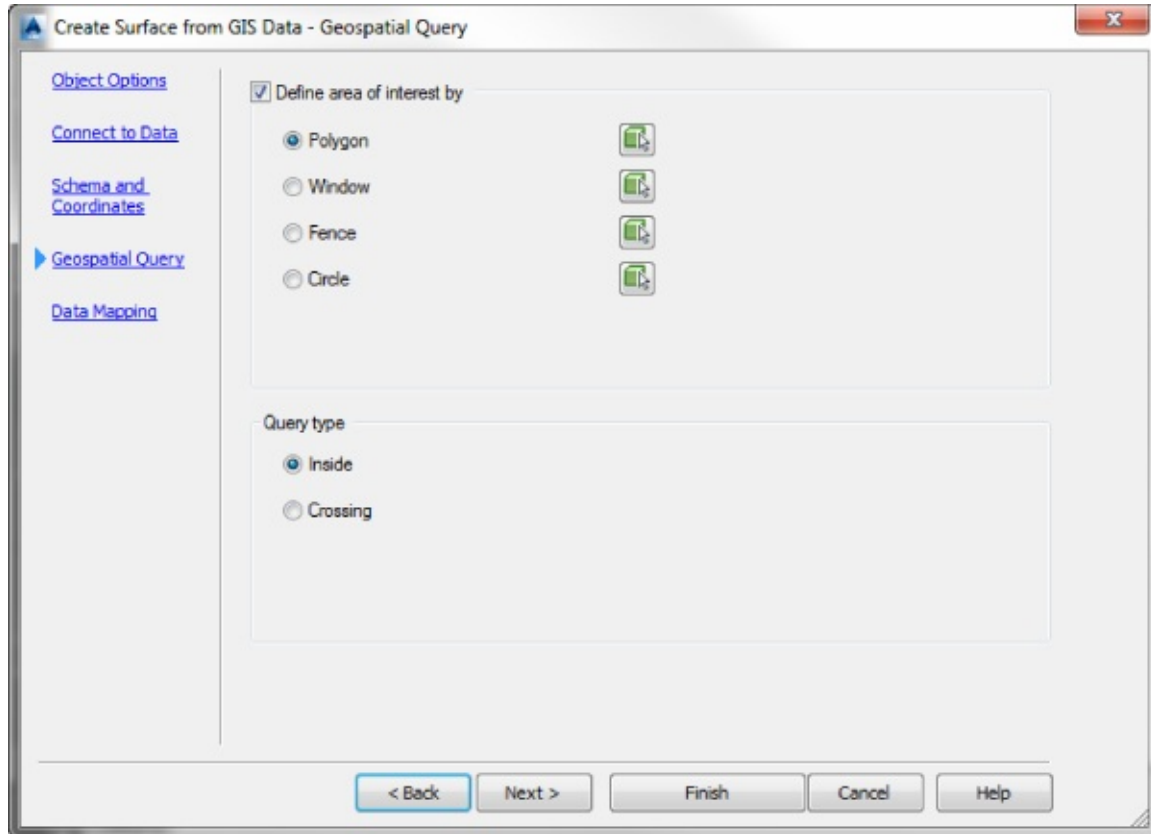 Create Surface from GIS Data - Geospatial Query
Object Options
Connect to Data
Schema and
Coordinates
Geospatial Query
Data Mapping
Define area of interest by
Polygon
Window
Fence
Circle
Query type
Inside
Crossing
< Back
Next >
Finish
Cancel
Help